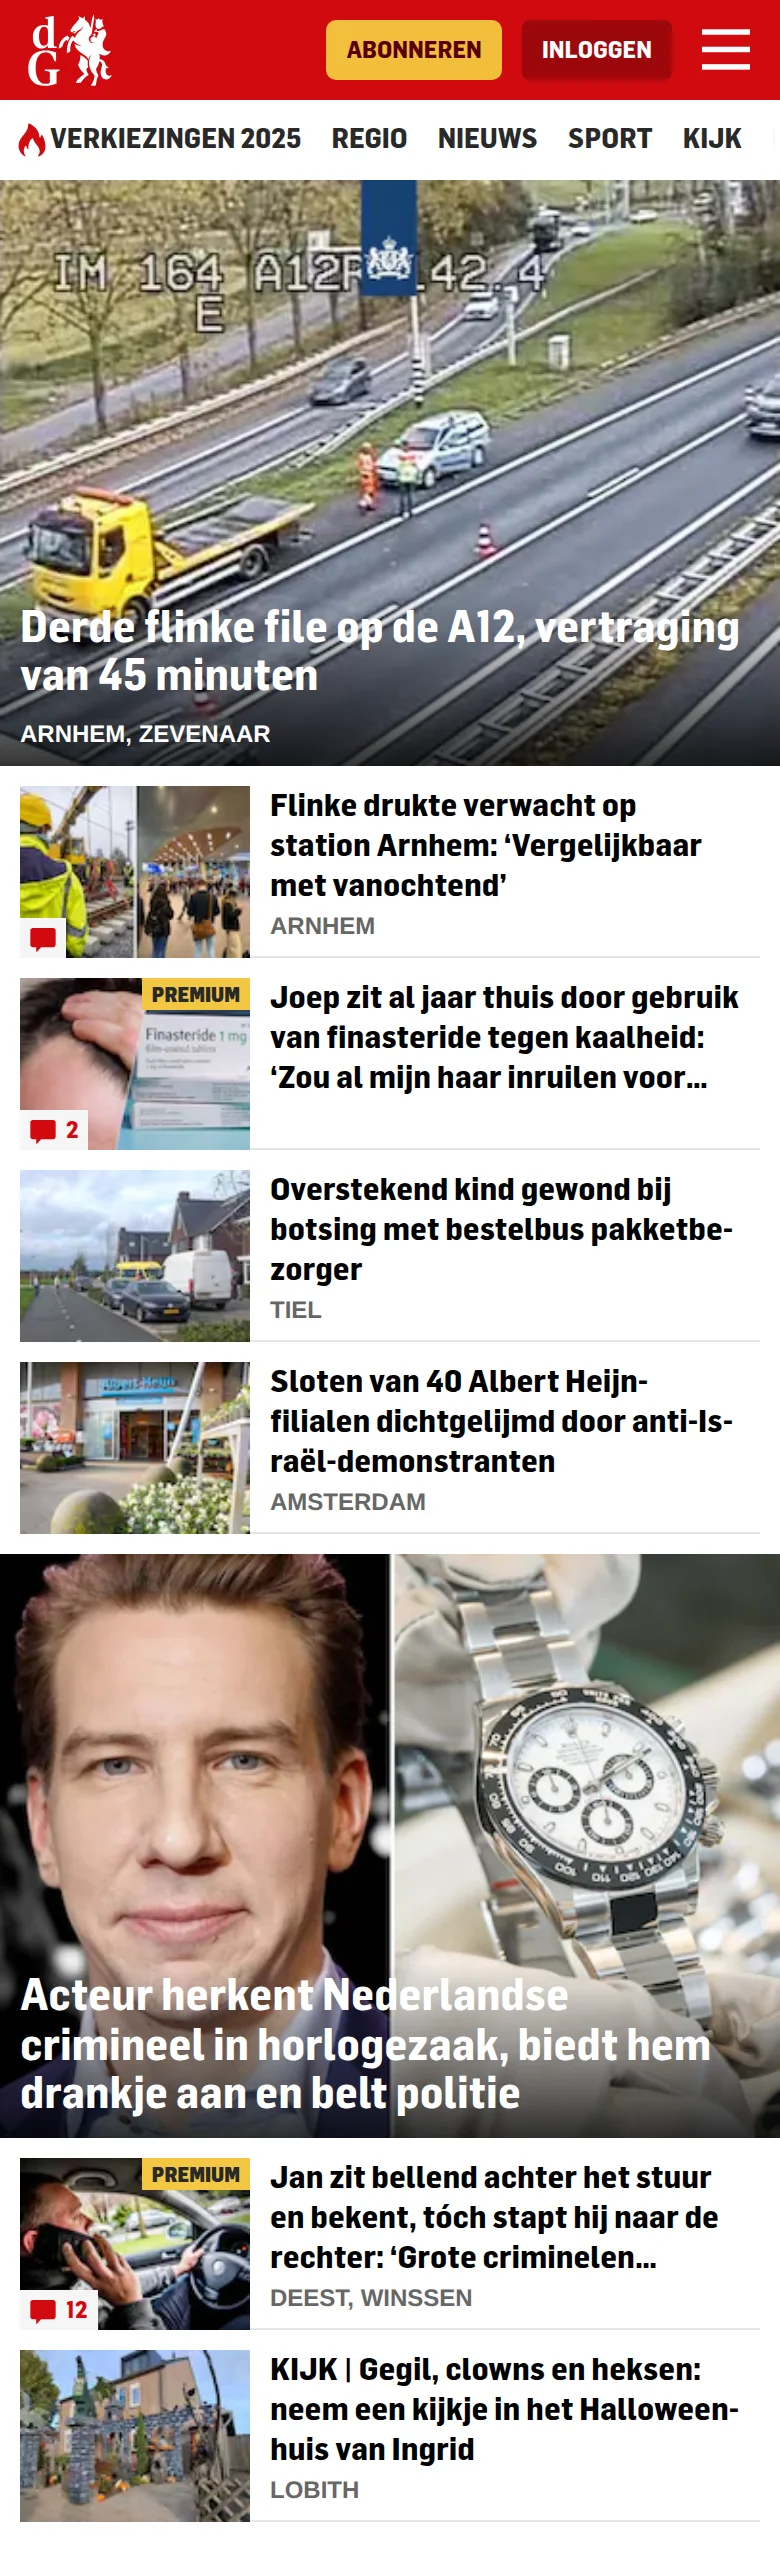 dG
ABONNEREN
INLOGGEN
VERKIEZINGEN 2025 REGIO NIEUWS SPORT KIJK
IM 164 A12R 142.4
E
Derde flinke file op de A12, vertraging
van 45 minuten
ARNHEM, ZEVENAAR
Flinke drukte verwacht op
station Arnhem: ‘Vergelijkbaar
met vanochtend’
ARNHEM
PREMIUM
Finasteride 1 mg
2
Joep zit al jaar thuis door gebruik
van finasteride tegen kaalheid:
‘Zou al mijn haar inruilen voor...
Overstekend kind gewond bij
botsing met bestelbus pakketbe-
zorger
TIEL
Albert Heijn
Sloten van 40 Albert Heijn-
filialen dichtgelijmd door anti-Is-
raël-demonstranten
AMSTERDAM
Acteur herkent Nederlandse
crimineel in horlogezaak, biedt hem
drankje aan en belt politie
PREMIUM
12
Jan zit bellend achter het stuur
en bekent, tóch stapt hij naar de
rechter: ‘Grote criminelen...
DEEST, WINSSEN
KIJK | Gegil, clowns en heksen:
neem een kijkje in het Halloween-
huis van Ingrid
LOBITH